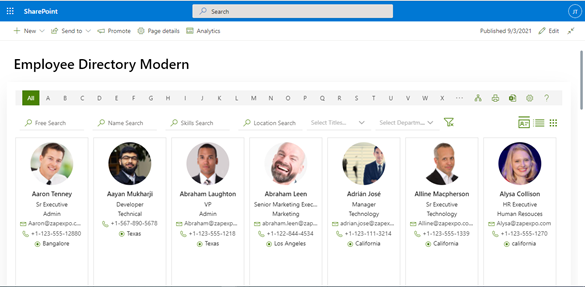 SharePoint
Search
JT
New
Send to
Promote
Page details
Analytics
Published 9/3/2021
Edit
Employee Directory Modern
All A B C D E F G H I J K L M N O P Q R S T U V W X ... ?
Free Search
Name Search
Skills Search
Location Search
Select Titles...
Select Departm...
Aaron Tenney
Sr Executive
Admin
Aaron@zapexpo.com
+1-123-555-12880
Bangalore
Aayan Mukharji
Developer
Technical
+1-567-890-5678
Texas
Abraham Laughton
VP
Admin
Abraham@zapexpo...
+1-123-555-1218
Texas
Abraham Leen
Senior Marketing Exec...
Marketing
abraham.leen@zape...
+1-122-844-4534
Los Angeles
Adrián José
Manager
Technology
adrian.jose@zapexp...
+1-123-111-3214
California
Alline Macpherson
Sr Executive
Technology
Alline@zapexpo.com
+1-123-555-1339
California
Alysa Collison
HR Executive
Human Resouces
Alysa@zapexpo.com
+1-123-555-1270
california